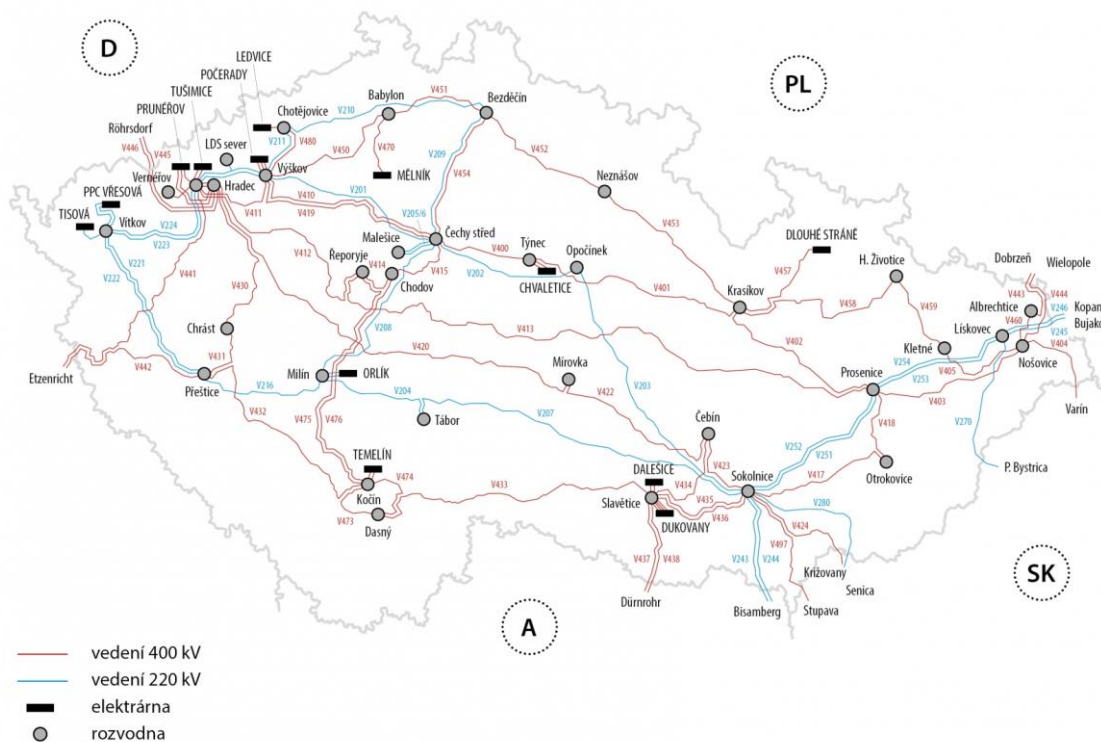 D
PL
SK
A
LEDVICE
POČERADY
TUŠIMICE
PRUNÉŘOV
Röhrsdorf
V446
V445
LDS sever
Vernéřov
Hradec
Chotějovice
V210
V211
V480
Výškov
Babylon
V451
Bezděčín
V450
V470
MĚLNÍK
V209
V454
V452
Neznášov
V453
PPC VŘESOVÁ
TISOVÁ
Vítkov
V224
V223
V221
V222
V411
V410
V419
V201
V205/6
Čechy střed
Malešice
V400
Týnec
Opočínek
CHVALETICE
V202
V401
DLOUHÉ STRÁNĚ
V457
H. Životice
Krasíkov
V458
V459
Dobrzeń
Wielopole
V443
V444
Albrechtice
V460
V246
Kopan
Bujakó
V245
Lískovec
Kletné
V404
Nošovice
V405
V254
V253
V403
Varín
V441
V430
V412
Řeporyje
V414
V415
Chodov
V208
V413
V402
Prosenice
Chrást
V431
V442
Etzenricht
Přeštice
V216
Milín
ORLÍK
V420
V204
Tábor
V207
Mírovka
V422
V203
V418
V270
P. Bystrica
V432
V475
V476
TEMELÍN
V474
Kočín
V473
Dasný
V433
Čebín
V423
DALEŠICE
V434
V435
V436
Slavětice
DUKOVANY
Sokolnice
V252
V251
V417
Otrokovice
V280
V424
V497
V437
V438
Dürnrohr
V243
V244
Bisamberg
Križovany
Senica
Stupava
vedení 400 kV
vedení 220 kV
elektrárna
rozvodna